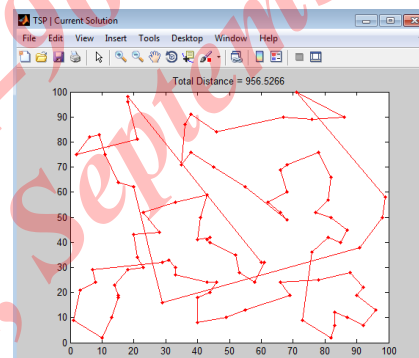 TSP | Current Solution
File Edit View Insert Tools Desktop Window Help
Total Distance = 956.5266
100
90
80
70
60
50
40
30
20
10
0
0 10 20 30 40 50 60 70 80 90 100